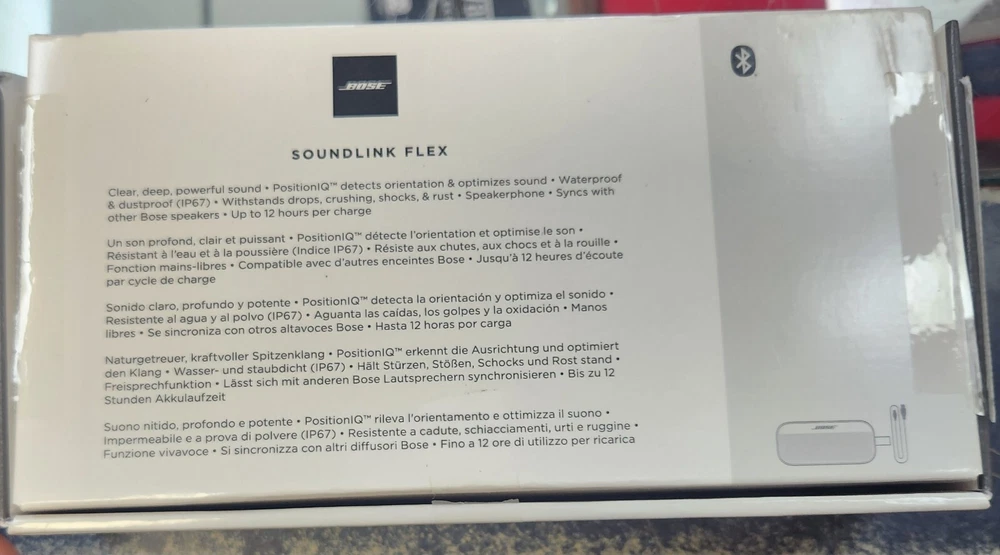 BOSE
SOUNDLINK FLEX
Clear, deep, powerful sound • PositionIQ™ detects orientation & optimizes sound • Waterproof
& dustproof (IP67) • Withstands drops, crushing, shocks, & rust • Speakerphone • Syncs with
other Bose speakers • Up to 12 hours per charge
Un son profond, clair et puissant • PositionIQ™ détecte l'orientation et optimise le son •
Résistant à l'eau et à la poussière (Indice IP67) • Résiste aux chutes, aux chocs et à la rouille •
Fonction mains-libres • Compatible avec d'autres enceintes Bose • Jusqu'à 12 heures d'écoute
par cycle de charge
Sonido claro, profundo y potente • PositionIQ™ detecta la orientación y optimiza el sonido •
Resistente al agua y al polvo (IP67) • Aguanta las caídas, los golpes y la oxidación • Manos
libres • Se sincroniza con otros altavoces Bose • Hasta 12 horas por carga
Naturgetreuer, kraftvoller Spitzenklang • PositionIQ™ erkennt die Ausrichtung und optimiert
den Klang • Wasser- und staubdicht (IP67) • Hält Stürzen, Stößen, Schocks und Rost stand •
Freisprechfunktion • Lässt sich mit anderen Bose Lautsprechern synchronisieren • Bis zu 12
Stunden Akkulaufzeit
Suono nitido, profondo e potente • PositionIQ™ rileva l'orientamento e ottimizza il suono •
Impermeabile e a prova di polvere (IP67) • Resistente a cadute, schiacciamenti, urti e ruggine •
Funzione vivavoce • Si sincronizza con altri diffusori Bose • Fino a 12 ore di utilizzo per ricarica
BOSE